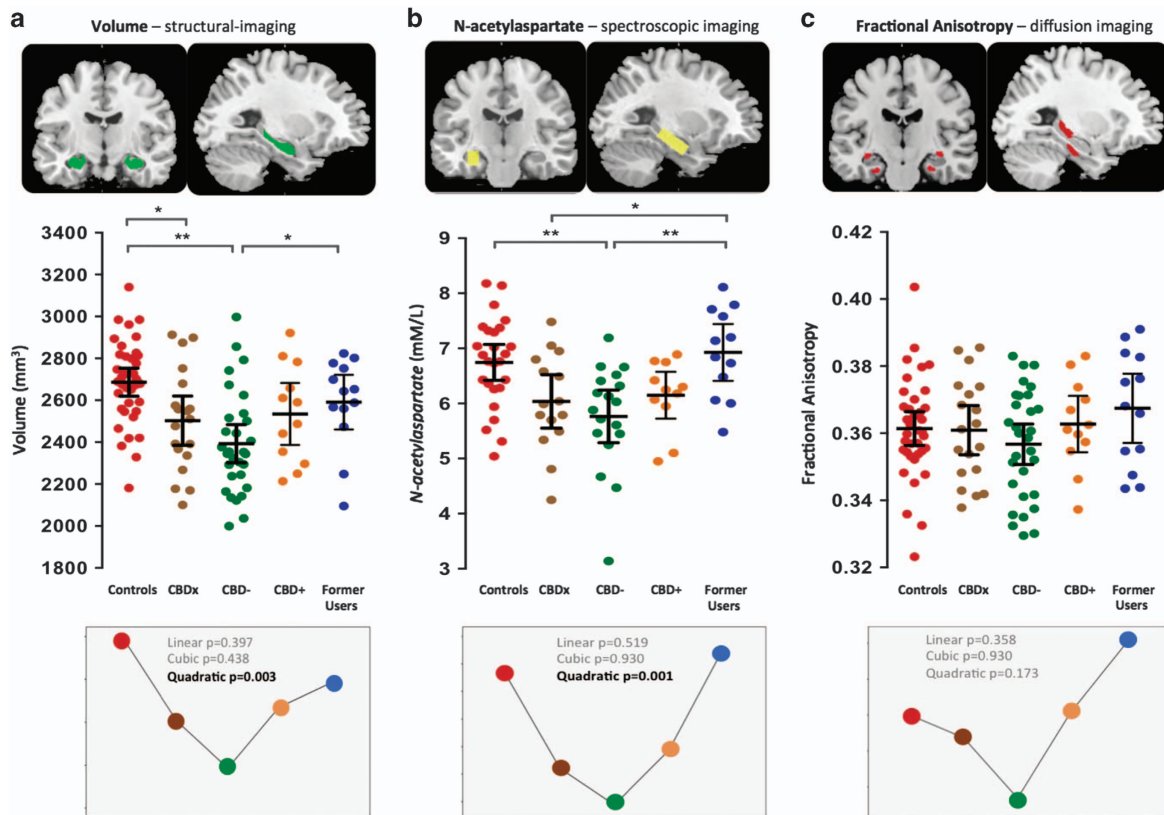 a
Volume – structural-imaging
*
**
*
Volume (mm³)
3400
3200
3000
2800
2600
2400
2200
2000
1800
Controls CBDx CBD- CBD+ Former
Users
Linear p=0.397
Cubic p=0.438
Quadratic p=0.003
b
N-acetylaspartate – spectroscopic imaging
*
**
**
N-acetylaspartate (mM/L)
9
8
7
6
5
4
3
Controls CBDx CBD- CBD+ Former
Users
Linear p=0.519
Cubic p=0.930
Quadratic p=0.001
c
Fractional Anisotropy – diffusion imaging
Fractional Anisotropy
0.42
0.40
0.38
0.36
0.34
0.32
Controls CBDx CBD- CBD+ Former
Users
Linear p=0.358
Cubic p=0.930
Quadratic p=0.173